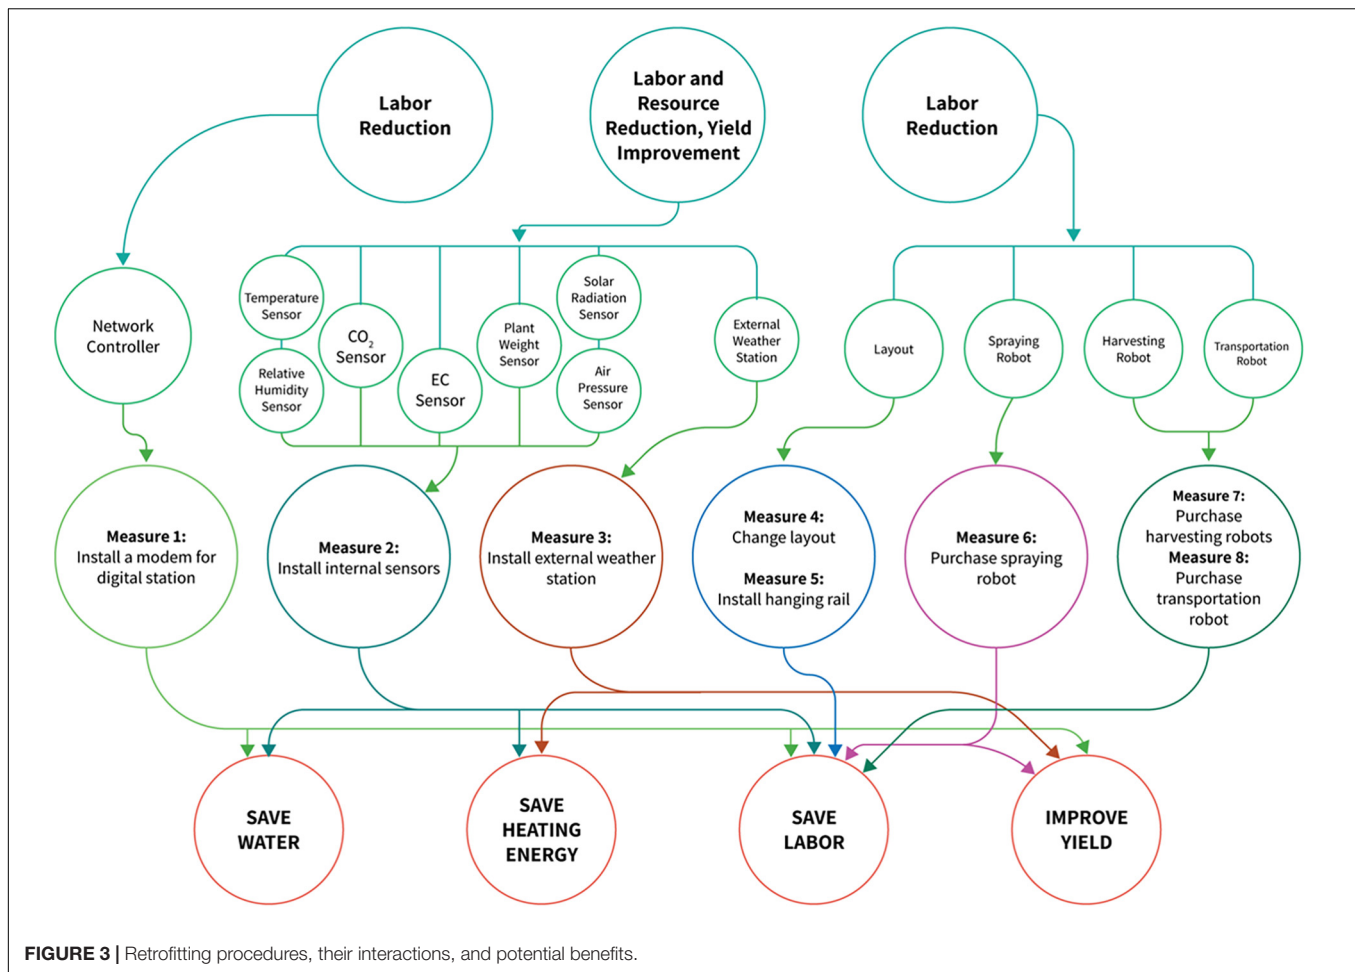 Labor
Reduction
Labor and
Resource
Reduction, Yield
Improvement
Labor
Reduction
Network
Controller
Temperature
Sensor
Relative
Humidity
Sensor
CO₂
Sensor
EC
Sensor
Plant
Weight
Sensor
Solar
Radiation
Sensor
Air
Pressure
Sensor
External
Weather
Station
Layout
Spraying
Robot
Harvesting
Robot
Transportation
Robot
Measure 1:
Install a modem for
digital station
Measure 2:
Install internal sensors
Measure 3:
Install external weather
station
Measure 4:
Change layout
Measure 5:
Install hanging rail
Measure 6:
Purchase spraying
robot
Measure 7:
Purchase
harvesting robots
Measure 8:
Purchase
transportation
robot
SAVE
WATER
SAVE
HEATING
ENERGY
SAVE
LABOR
IMPROVE
YIELD
FIGURE 3 | Retrofitting procedures, their interactions, and potential benefits.